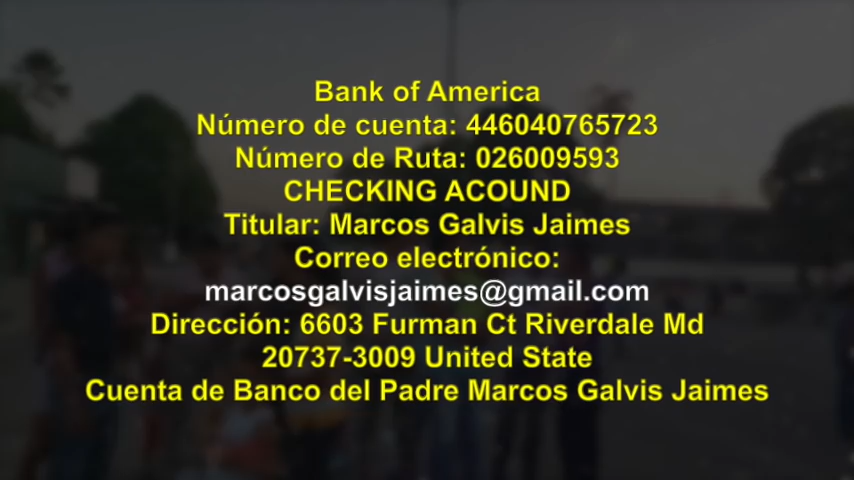 Bank of America
Número de cuenta: 446040765723
Número de Ruta: 026009593
CHECKING ACOUND
Titular: Marcos Galvis Jaimes
Correo electrónico:
marcosgalvisjaimes@gmail.com
Dirección: 6603 Furman Ct Riverdale Md
20737-3009 United State
Cuenta de Banco del Padre Marcos Galvis Jaimes